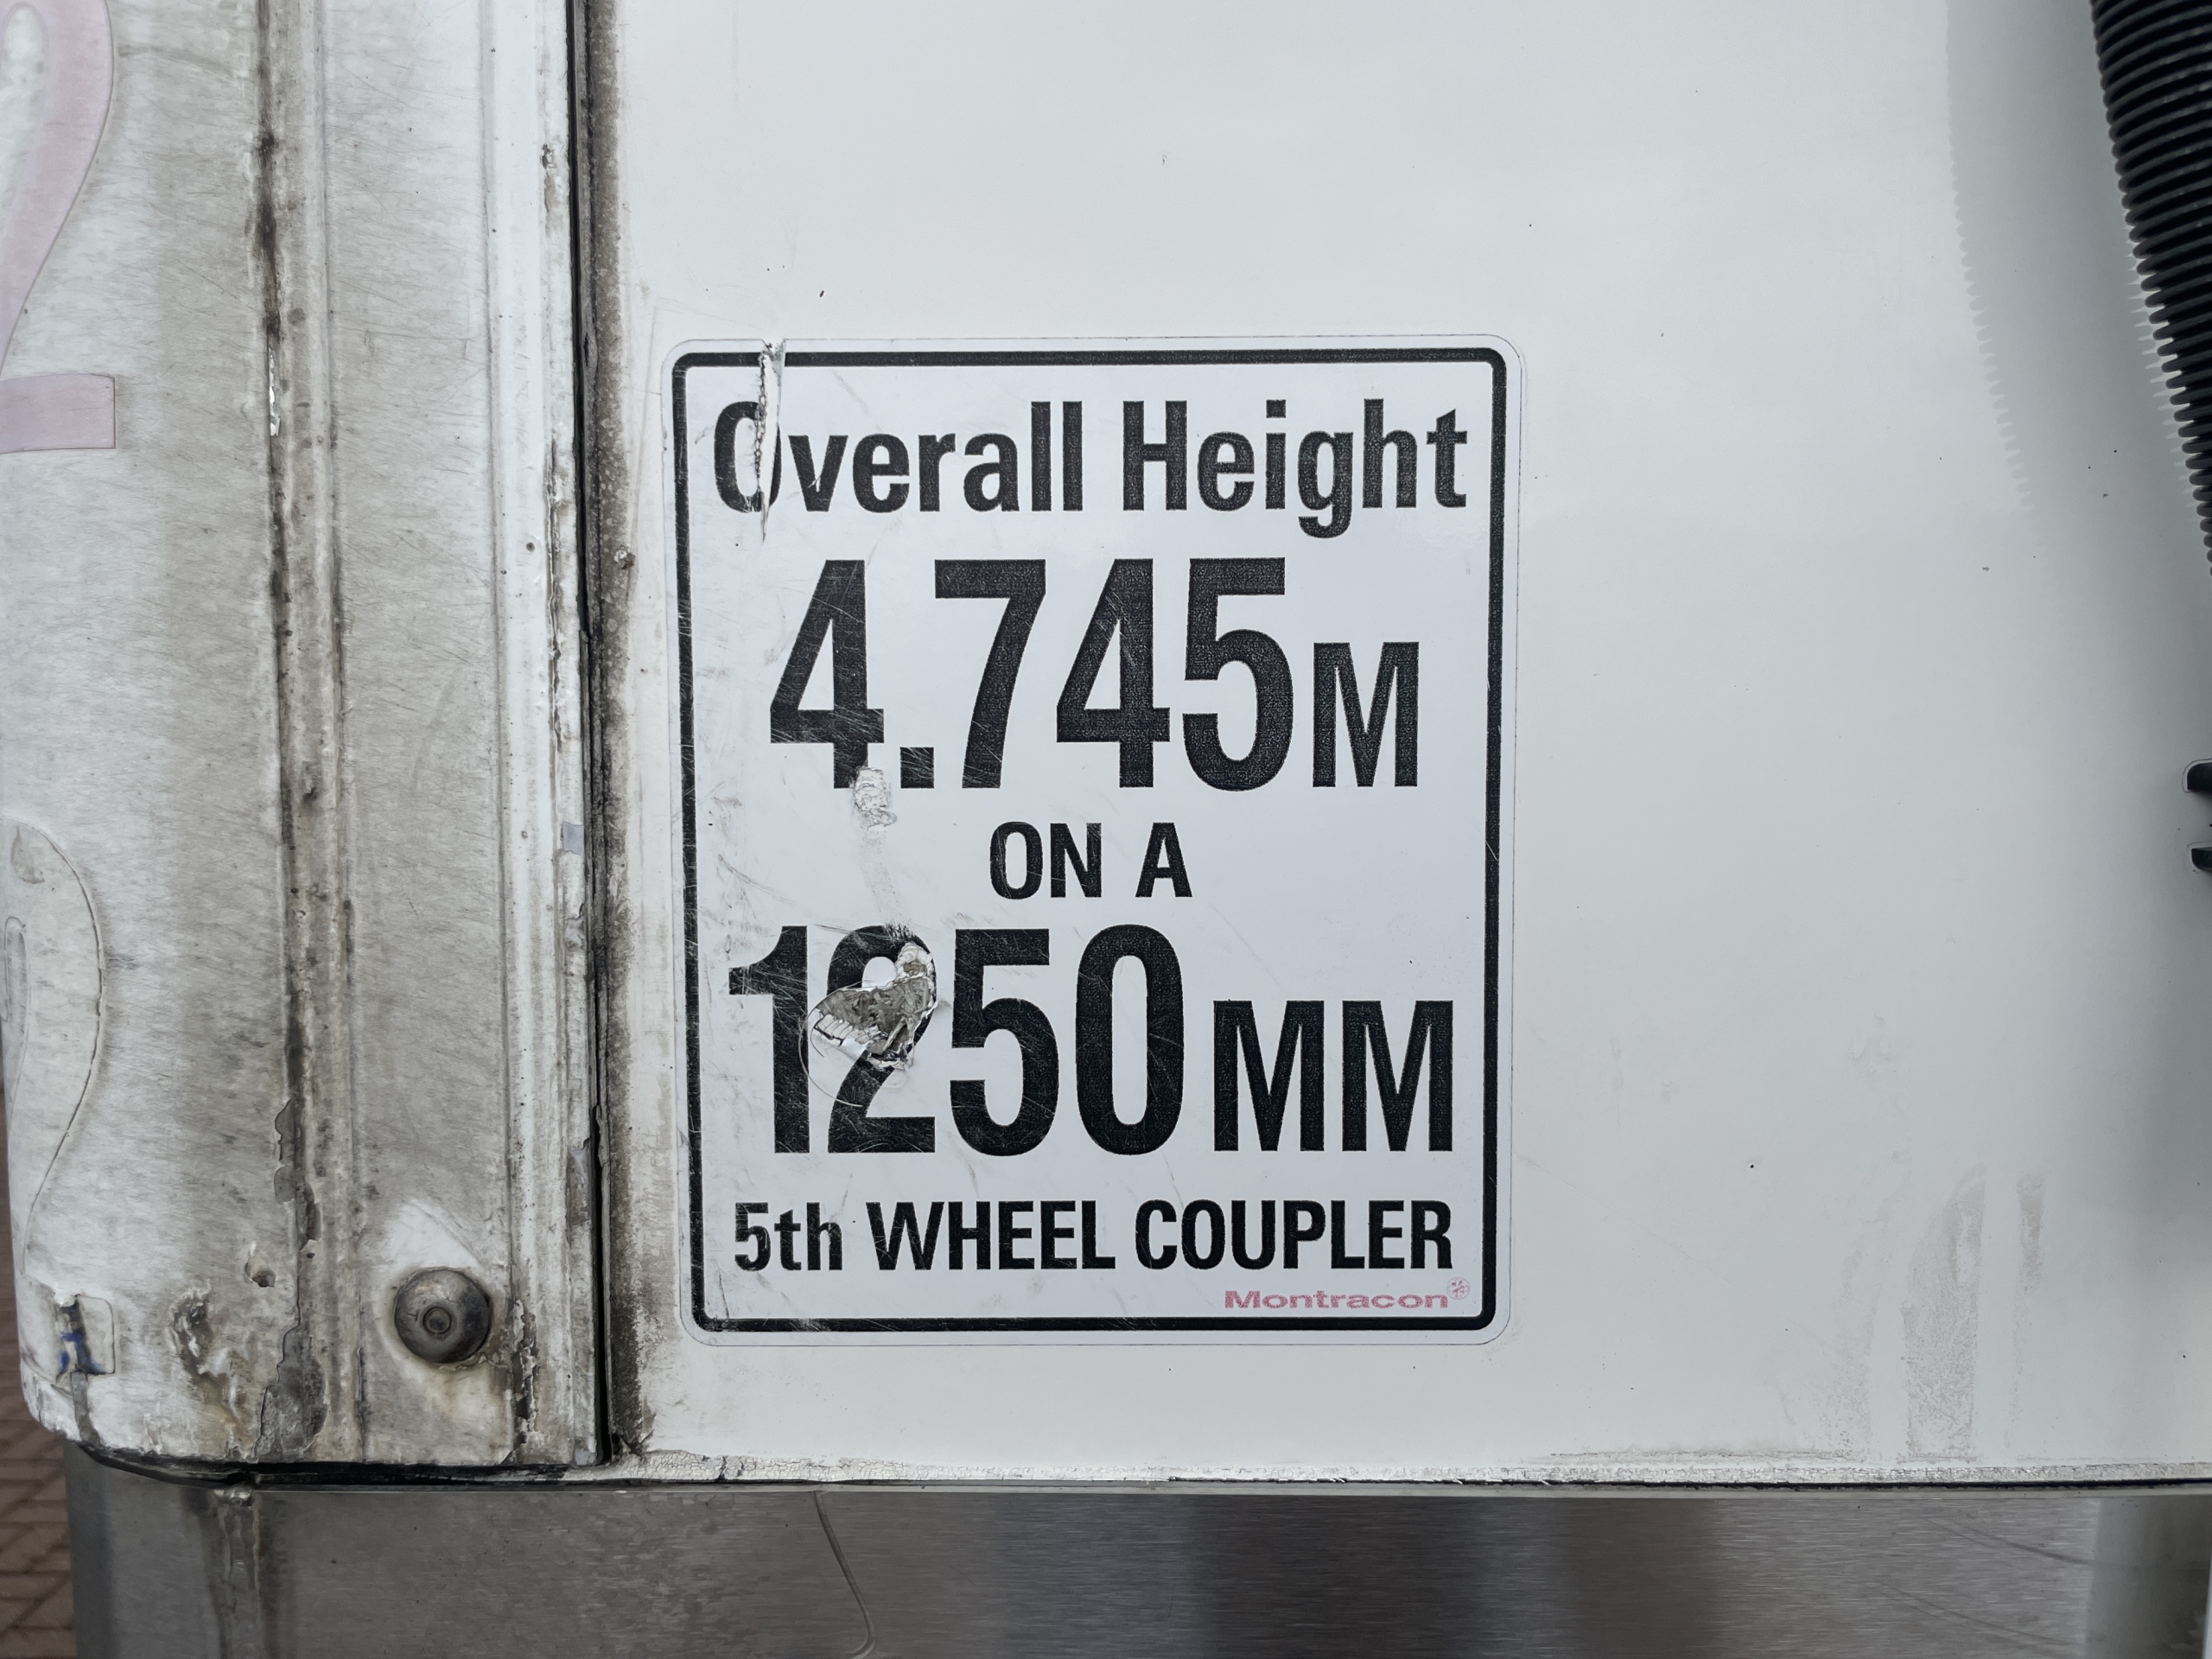 Overall Height
4.745M
ON A
1250MM
5th WHEEL COUPLER
Montracon